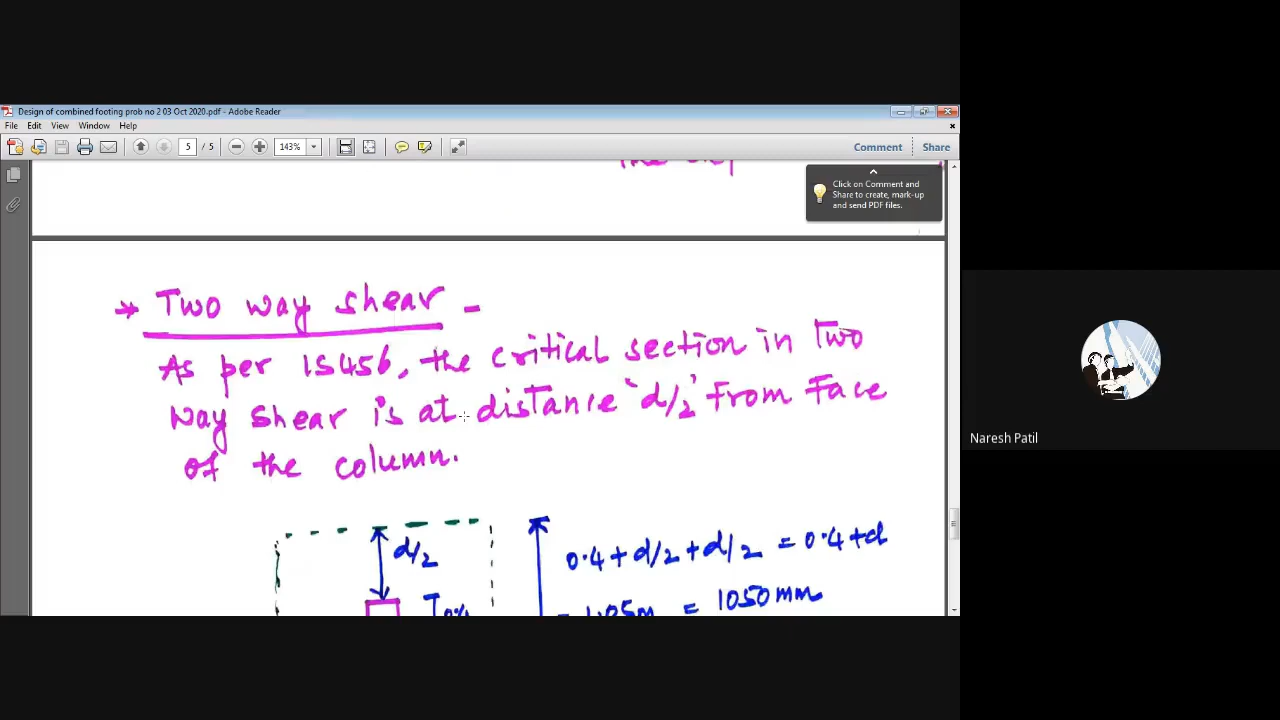 Design of combined footing prob no 2 03 Oct 2020.pdf - Adobe Reader
File Edit View Window Help
5 / 5 143% Comment Share
Click on Comment and
Share to create, mark-up
and send PDF files.
Two way shear -
As per IS456, the critical section in Two
way shear is at distance 'd/2' From Face
of the column.
d/2
0.4+d/2+d/2 = 0.4+d
= 1.05m = 1050mm
Naresh Patil